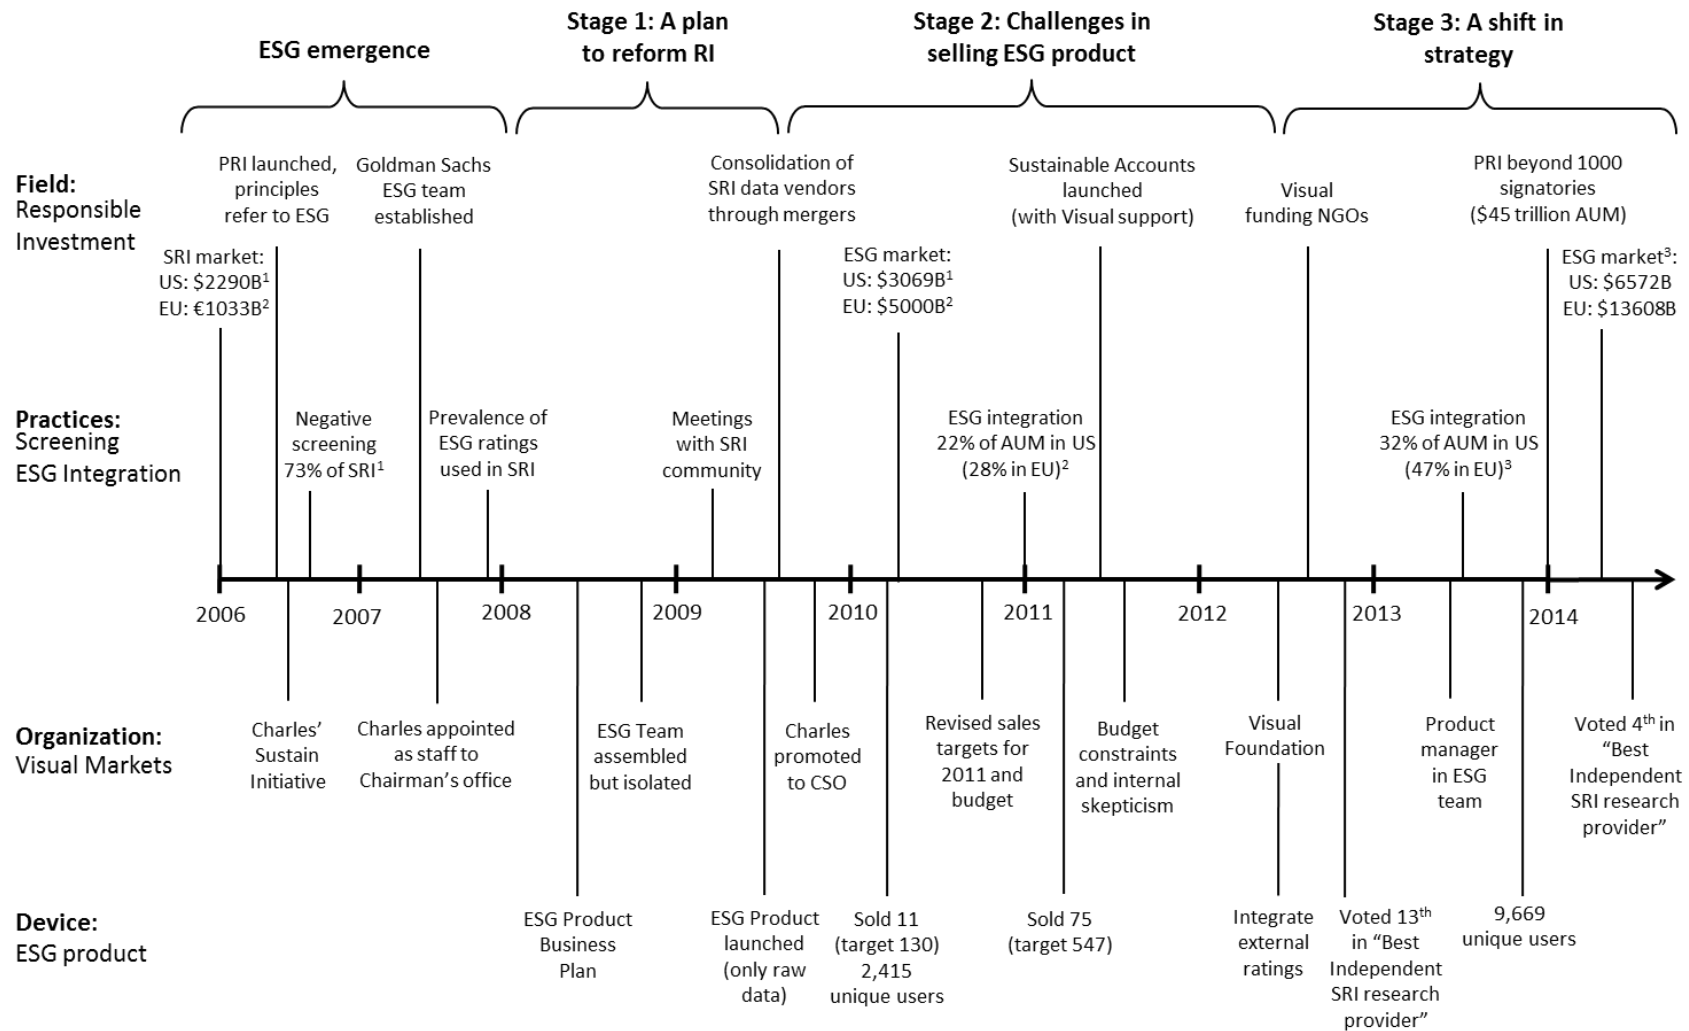 ESG emergence
Stage 1: A plan
to reform RI
Stage 2: Challenges in
selling ESG product
Stage 3: A shift in
strategy
Field:
Responsible
Investment
PRI launched,
principles
refer to ESG
Goldman Sachs
ESG team
established
Consolidation of
SRI data vendors
through mergers
Sustainable Accounts
launched
(with Visual support)
Visual
funding NGOs
PRI beyond 1000
signatories
($45 trillion AUM)
SRI market:
US: $2290B¹
EU: €1033B²
ESG market:
US: $3069B¹
EU: $5000B²
ESG market³:
US: $6572B
EU: $13608B
Practices:
Screening
ESG Integration
Negative
screening
73% of SRI¹
Prevalence of
ESG ratings
used in SRI
Meetings
with SRI
community
ESG integration
22% of AUM in US
(28% in EU)²
ESG integration
32% of AUM in US
(47% in EU)³
2006
2007
2008
2009
2010
2011
2012
2013
2014
Organization:
Visual Markets
Charles’
Sustain
Initiative
Charles appointed
as staff to
Chairman’s office
ESG Team
assembled
but isolated
Charles
promoted
to CSO
Revised sales
targets for
2011 and
budget
Budget
constraints
and internal
skepticism
Visual
Foundation
Product
manager
in ESG
team
Voted 4th in
“Best
Independent
SRI research
provider”
Device:
ESG product
ESG Product
Business
Plan
ESG Product
launched
(only raw
data)
Sold 11
(target 130)
2,415
unique users
Sold 75
(target 547)
Integrate
external
ratings
Voted 13th
in “Best
Independent
SRI research
provider”
9,669
unique users